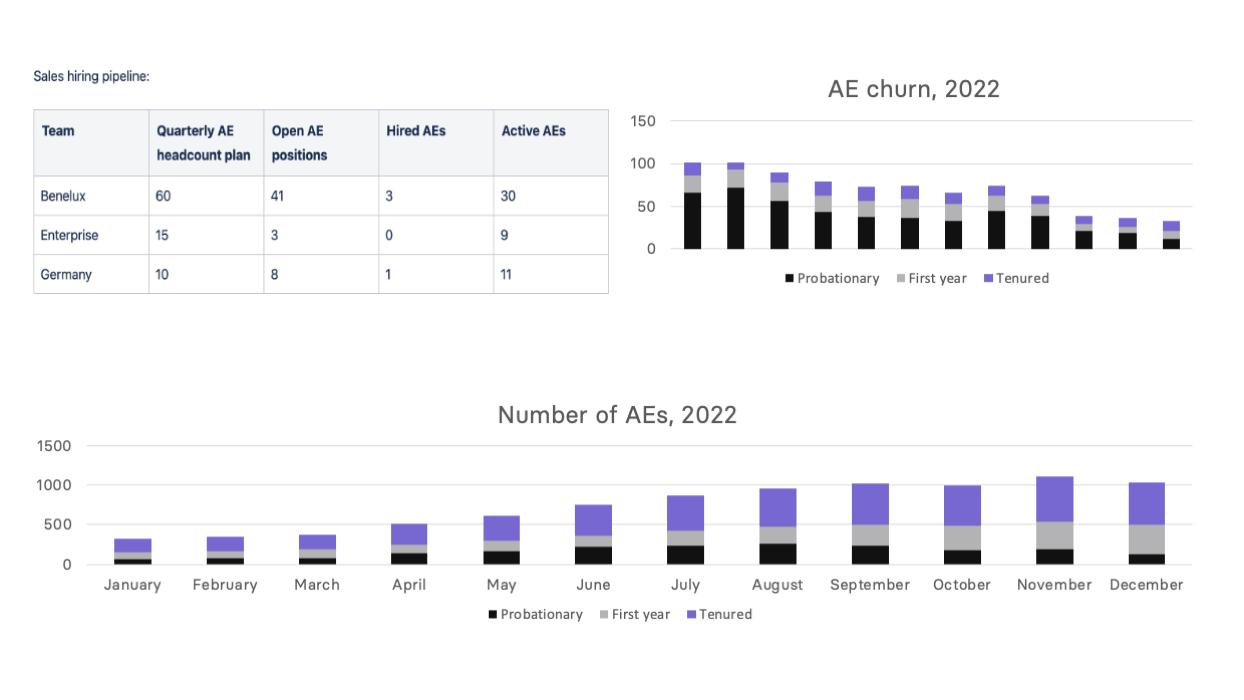 Sales hiring pipeline:
Team Quarterly AE headcount plan Open AE positions Hired AEs Active AEs
Benelux 60 41 3 30
Enterprise 15 3 0 9
Germany 10 8 1 11
AE churn, 2022
150
100
50
0
Probationary First year Tenured
Number of AEs, 2022
1500
1000
500
0
January February March April May June July August September October November December
Probationary First year Tenured